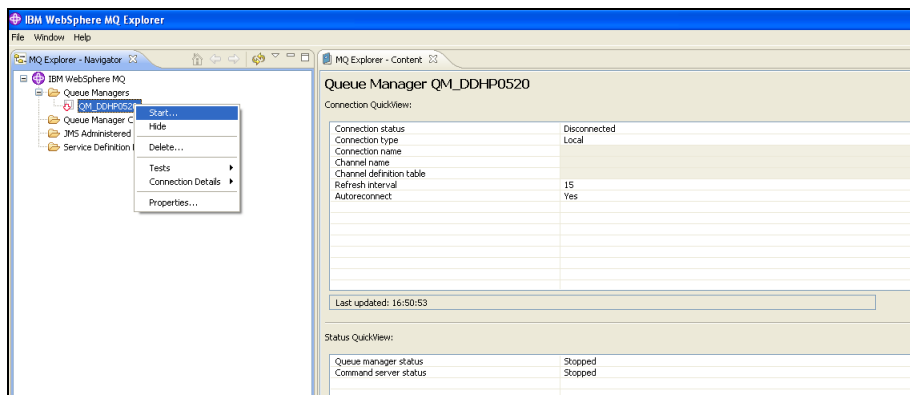 IBM WebSphere MQ Explorer
File Window Help
MQ Explorer - Navigator
IBM WebSphere MQ
Queue Managers
QM_DDHP0520
Queue Manager C
JMS Administered
Service Definition
Start...
Hide
Delete...
Tests
Connection Details
Properties...
MQ Explorer - Content
Queue Manager QM_DDHP0520
Connection QuickView:
Connection status Disconnected
Connection type Local
Connection name
Channel name
Channel definition table
Refresh interval 15
Autoreconnect Yes
Last updated: 16:50:53
Status QuickView:
Queue manager status Stopped
Command server status Stopped